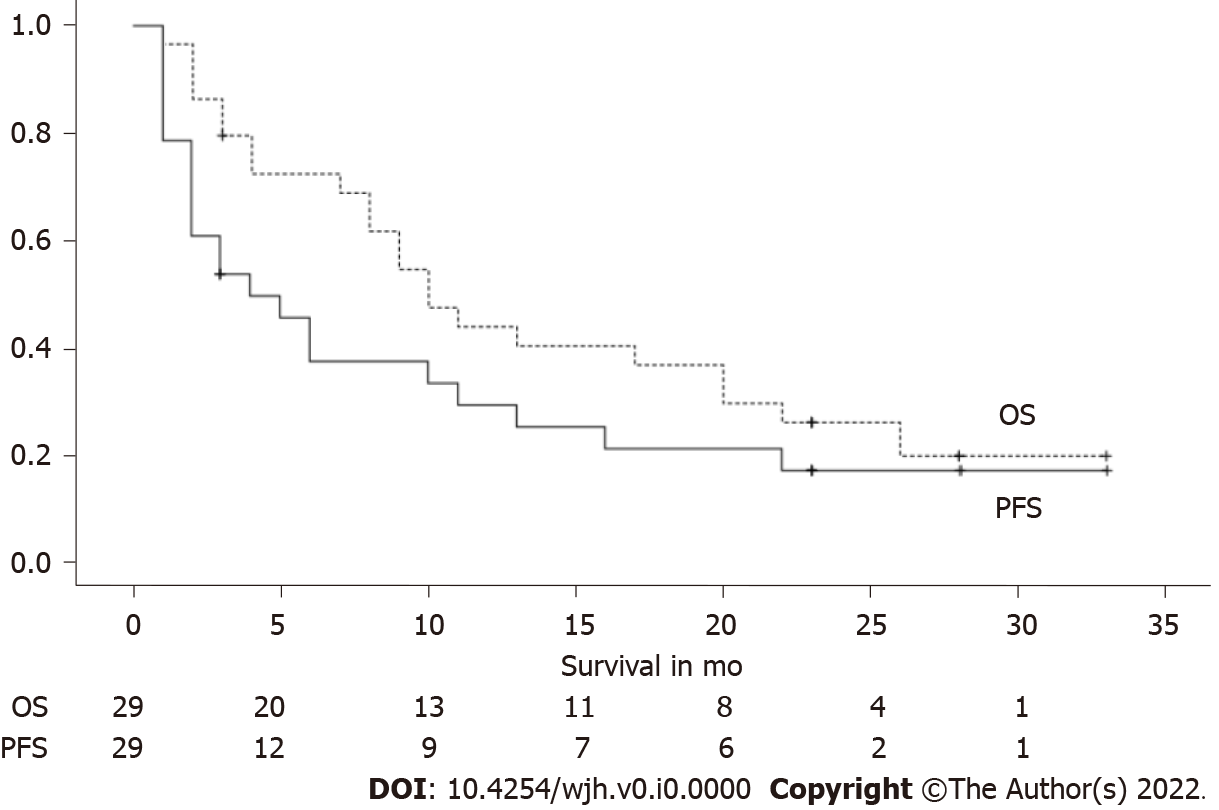 1.0
0.8
0.6
0.4
0.2
0.0
OS
PFS
0 5 10 15 20 25 30 35
Survival in mo
OS 29 20 13 11 8 4 1
PFS 29 12 9 7 6 2 1
DOI: 10.4254/wjh.v0.i0.0000 Copyright ©The Author(s) 2022.